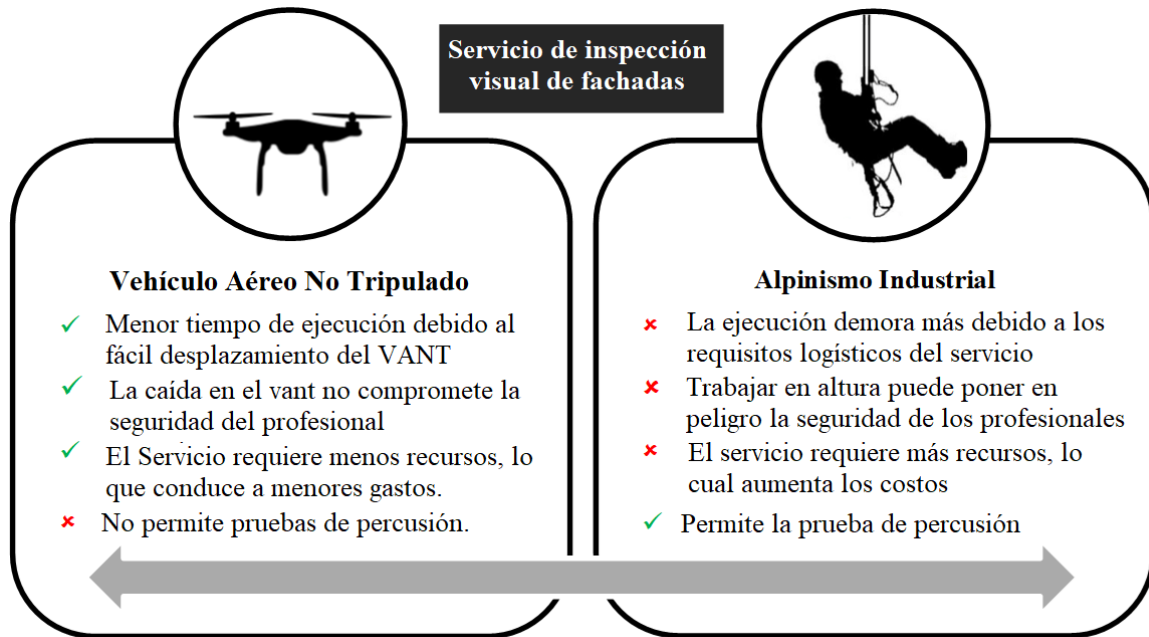 Servicio de inspección
visual de fachadas
Vehículo Aéreo No Tripulado
✓ Menor tiempo de ejecución debido al
fácil desplazamiento del VANT
✓ La caída en el vant no compromete la
seguridad del profesional
✓ El Servicio requiere menos recursos, lo
que conduce a menores gastos.
✗ No permite pruebas de percusión.
Alpinismo Industrial
✗ La ejecución demora más debido a los
requisitos logísticos del servicio
✗ Trabajar en altura puede poner en
peligro la seguridad de los profesionales
✗ El servicio requiere más recursos, lo
cual aumenta los costos
✓ Permite la prueba de percusión